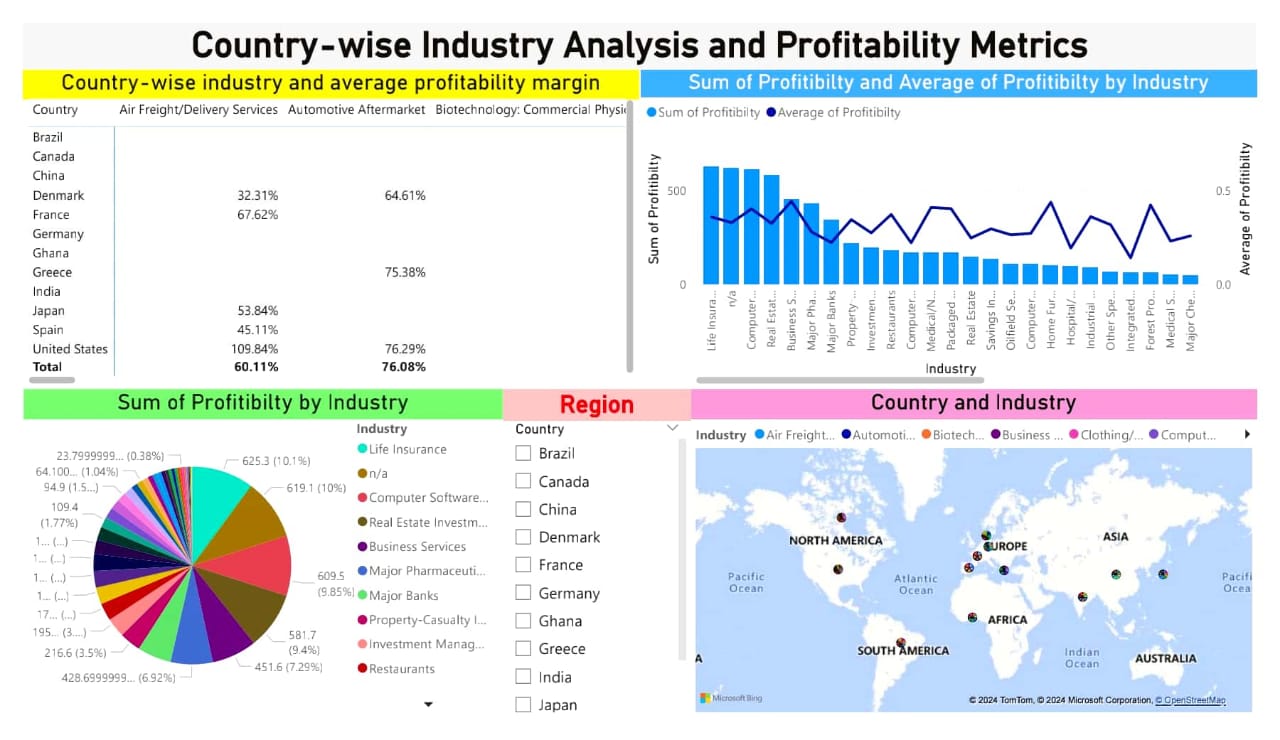 Country-wise Industry Analysis and Profitability Metrics
Country-wise industry and average profitability margin
Country Air Freight/Delivery Services Automotive Aftermarket Biotechnology: Commercial Physic
Brazil
Canada
China
Denmark 32.31% 64.61%
France 67.62%
Germany
Ghana
Greece 75.38%
India
Japan 53.84%
Spain 45.11%
United States 109.84% 76.29%
Total 60.11% 76.08%
Sum of Profitibilty and Average of Profitibilty by Industry
Sum of Profitibilty Average of Profitibilty
Sum of Profitibilty
500
0
0.5
0.0
Average of Profitibilty
Life Insura...
n/a
Computer...
Real Estat...
Business S...
Major Pha...
Major Banks
Property ...
Investmen...
Restaurants
Computer...
Medical/N...
Packaged ...
Real Estate
Savings In...
Oilfield Se...
Computer...
Home Fur...
Hospital/...
Industrial ...
Other Spe...
Integrated...
Forest Pro...
Medical S...
Major Che...
Industry
Sum of Profitibilty by Industry
23.7999999... (0.38%)
64.100... (1.04%)
94.9 (1.5...)
109.4
(1.77%)
1... (...)
1... (...)
1... (...)
1... (...)
17... (...)
195... (3....)
216.6 (3.5%)
428.6999999... (6.92%)
625.3 (10.1%)
619.1 (10%)
609.5
(9.85%)
581.7
(9.4%)
451.6 (7.29%)
Industry
Life Insurance
n/a
Computer Software...
Real Estate Investm...
Business Services
Major Pharmaceuti...
Major Banks
Property-Casualty I...
Investment Manag...
Restaurants
Region
Country
Brazil
Canada
China
Denmark
France
Germany
Ghana
Greece
India
Japan
Country and Industry
Industry Air Freight... Automoti... Biotech... Business ... Clothing/... Comput...
NORTH AMERICA
EUROPE
ASIA
Pacific
Ocean
Atlantic
Ocean
Pacifi
Ocea
AFRICA
SOUTH AMERICA
Indian
Ocean
AUSTRALIA
A
Microsoft Bing
© 2024 TomTom, © 2024 Microsoft Corporation, © OpenStreetMap